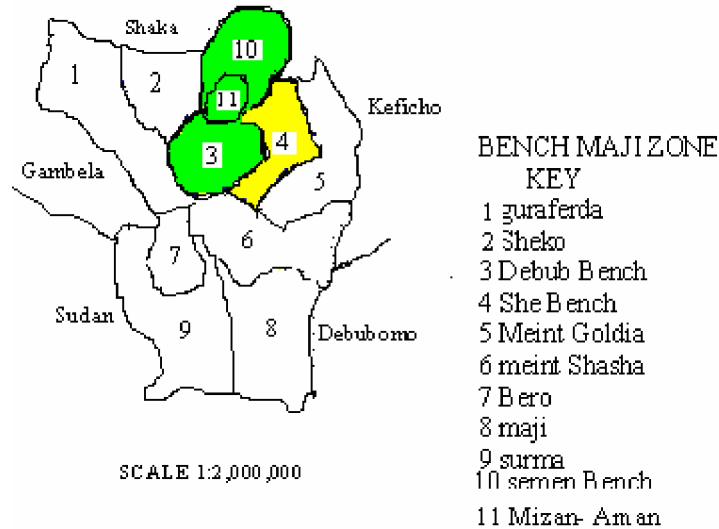 Shaka
10
1
2
11
Keficho
3
4
Gambela
5
6
7
Sudan
9
8
Debubomo
SCALE 1:2,000,000
BENCH MAJI ZONE
KEY
1 guraferda
2 Sheko
3 Debub Bench
4 She Bench
5 Meint Goldia
6 meint Shasha
7 Bero
8 maji
9 surma
10 semen Bench
11 Mizan- Aman